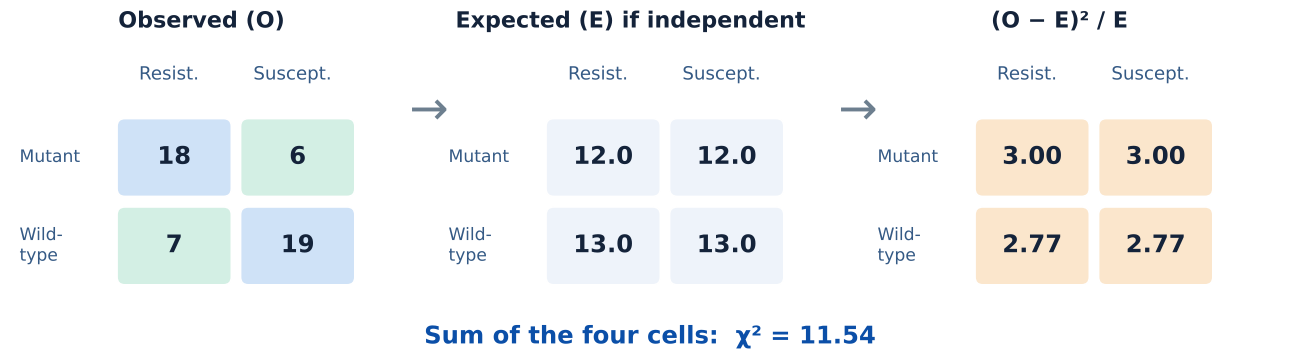 Observed (O)
Expected (E) if independent
(O − E)² / E
Resist. Suscept.
Resist. Suscept.
Resist. Suscept.
→ →
Mutant 18 6
Mutant 12.0 12.0
Mutant 3.00 3.00
Wild-
type 7 19
Wild-
type 13.0 13.0
Wild-
type 2.77 2.77
Sum of the four cells: χ² = 11.54